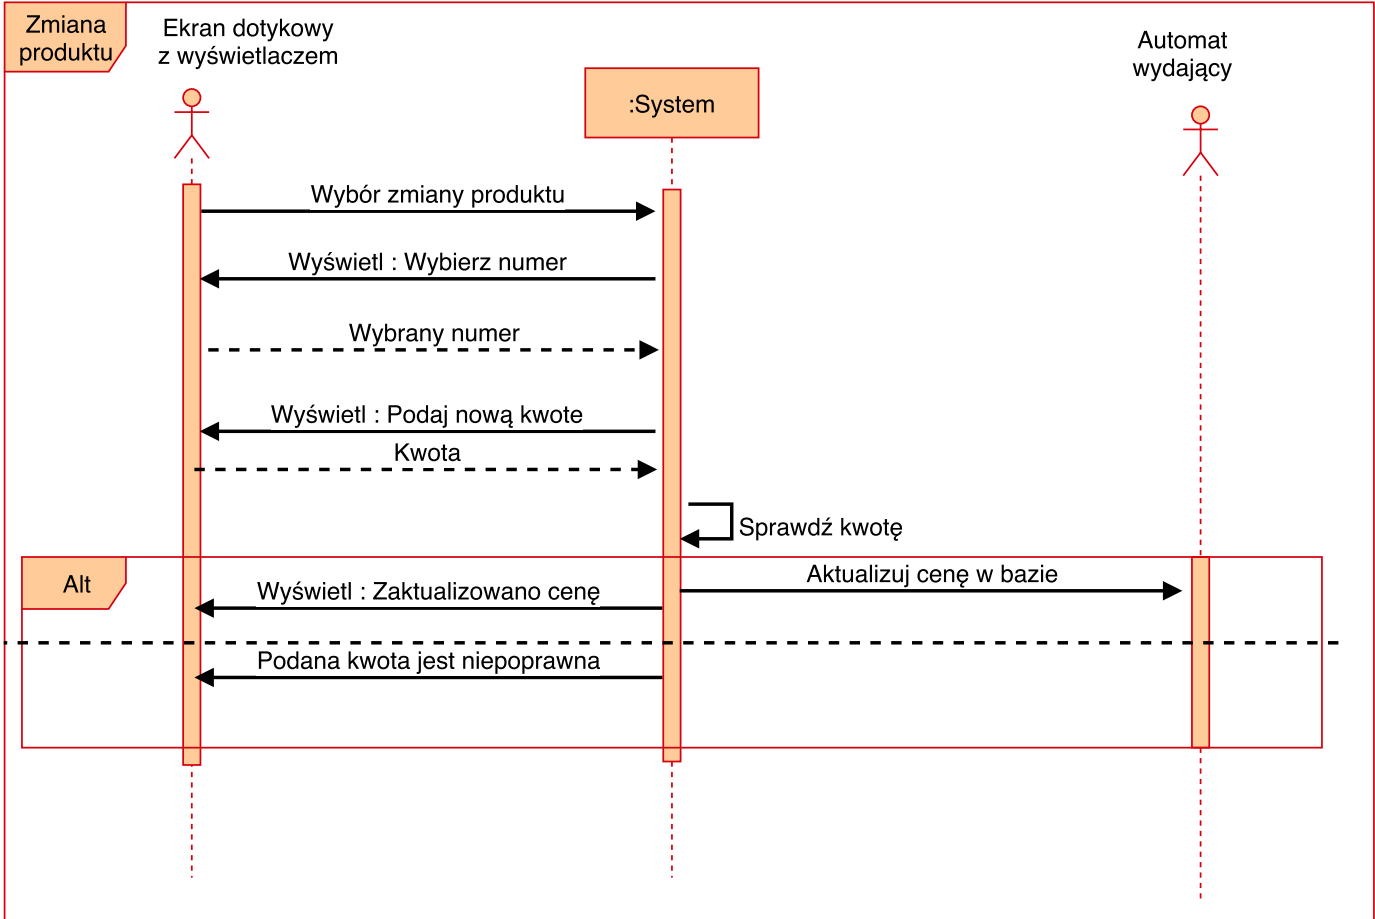 Zmiana
produktu
Ekran dotykowy
z wyświetlaczem
:System
Automat
wydający
Wybór zmiany produktu
Wyświetl : Wybierz numer
Wybrany numer
Wyświetl : Podaj nową kwote
Kwota
Sprawdź kwotę
Alt
Aktualizuj cenę w bazie
Wyświetl : Zaktualizowano cenę
Podana kwota jest niepoprawna